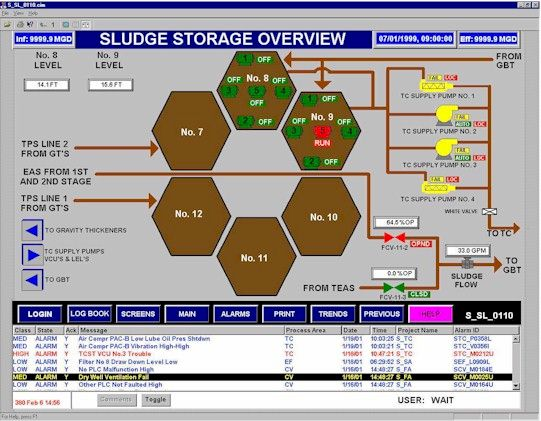 S_SL_0110.cim
File View Help
Inf: 9999.9 MGD
SLUDGE STORAGE OVERVIEW
07/01/1999, 09:00:00
Eff: 9999.9 MGD
No. 8 LEVEL
No. 9 LEVEL
14.1 FT
15.6 FT
No. 8
1 OFF
OFF
OFF
OFF
3
5
4
2 OFF
No. 9
1 OFF
OFF
OFF
3
5
4
RUN
2 OFF
No. 7
No. 12
No. 11
No. 10
FROM
GBT
FAIL LOC
TC SUPPLY PUMP NO. 1
FAIL
AUTO LOC
TC SUPPLY PUMP NO. 2
FAIL
AUTO LOC
TC SUPPLY PUMP NO. 3
FAIL LOC
TC SUPPLY PUMP NO. 4
WHITE VALVE
TO TC
TPS LINE 2
FROM GT'S
EAS FROM 1ST
AND 2ND STAGE
TPS LINE 1
FROM GT'S
TO GRAVITY THICKENERS
TC SUPPLY PUMPS
VCU'S & LEL'S
TO GBT
64.5%OP
OPND
FCV-11-2
33.0 GPM
SLUDGE
FLOW
TO
GBT
FROM TEAS
0.0%OP
CLSD
FCV-11-3
LOGIN LOG BOOK SCREENS MAIN ALARMS PRINT TRENDS PREVIOUS HELP S_SL_0110
Class State Ack Message Process Area Date Time Project Name Alarm ID
MED ALARM Y Air Compr PAC-B Low Lube Oil Pres Shtdwn TC 1/19/01 10:03:25 S_TC STC_P0358L
MED ALARM Y Air Compr PAC-B Vibration High-High TC 1/19/01 10:03:21 S_TC STC_V0356I
HIGH ALARM Y TCST VCU No.3 Trouble TC 1/19/01 10:47:21 S_TC STC_M0212U
LOW ALARM Y Filter No 8 Draw Down Level Low EF 1/18/01 06:29:52 S_SA SEF_L0909L
LOW ALARM Y No PLC Malfunction High CV 1/16/01 14:48:27 S_FA
MED ALARM Y Dry Well Ventilation Fail CV 1/16/01 14:48:27 S_FA SCV_M0025U
LOW ALARM Y Other PLC Not Faulted High CV 1/16/01 14:48:27 S_FA SCV_M0164U
380 Feb 6 14:56
Comments
Toggle
USER: WAIT
For Help, press F1